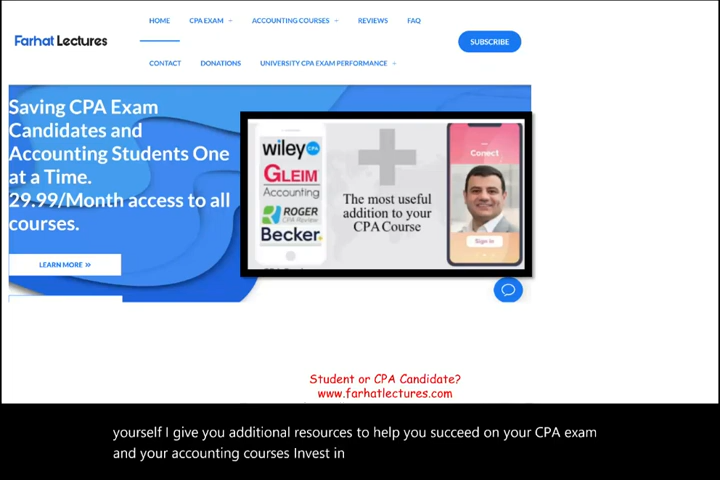 HOME
CPA EXAM
ACCOUNTING COURSES
REVIEWS
FAQ
Farhat Lectures
SUBSCRIBE
CONTACT
DONATIONS
UNIVERSITY CPA EXAM PERFORMANCE
Saving CPA Exam
Candidates and
Accounting Students One
at a Time.
29.99/Month access to all
courses.
LEARN MORE »
wiley CPA
GLEIM
Accounting
ROGER
CPA Review
Becker.
The most useful
addition to your
CPA Course
Conect
Sign in
Student or CPA Candidate?
www.farhatlectures.com
yourself I give you additional resources to help you succeed on your CPA exam
and your accounting courses Invest in